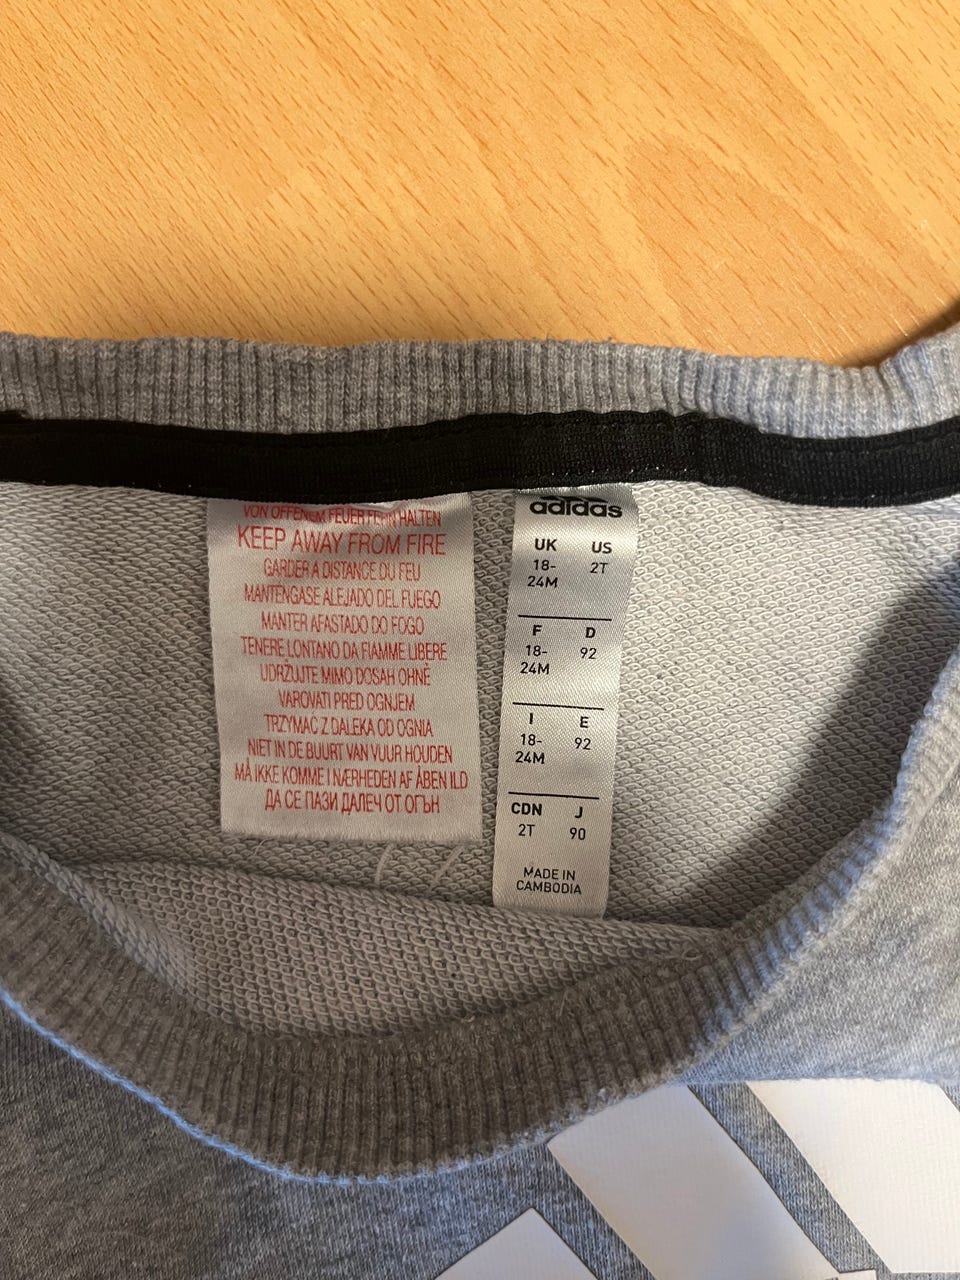 VON OFFENEM FEUER FERN HALTEN
KEEP AWAY FROM FIRE
GARDER A DISTANCE DU FEU
MANTÉNGASE ALEJADO DEL FUEGO
MANTER AFASTADO DO FOGO
TENERE LONTANO DA FIAMME LIBERE
UDRŽUJTE MIMO DOSAH OHNĚ
VAROVATI PRED OGNJEM
TRZYMAĆ Z DALEKA OD OGNIA
NIET IN DE BUURT VAN VUUR HOUDEN
MÅ IKKE KOMME I NÆRHEDEN AF ÅBEN ILD
ДА СЕ ПАЗИ ДАЛЕЧ ОТ ОГЪН
adidas
UK US
18- 2T
24M
F D
18- 92
24M
I E
18- 92
24M
CDN J
2T 90
MADE IN
CAMBODIA